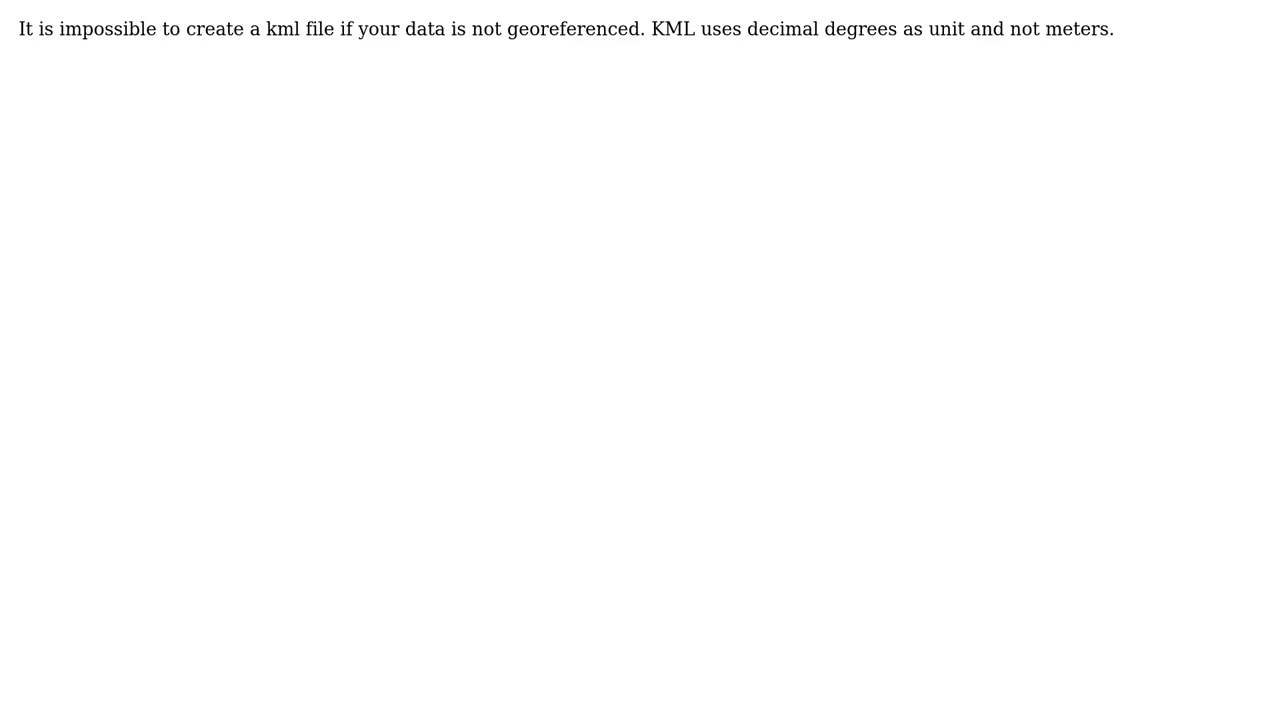 It is impossible to create a kml file if your data is not georeferenced. KML uses decimal degrees as unit and not meters.